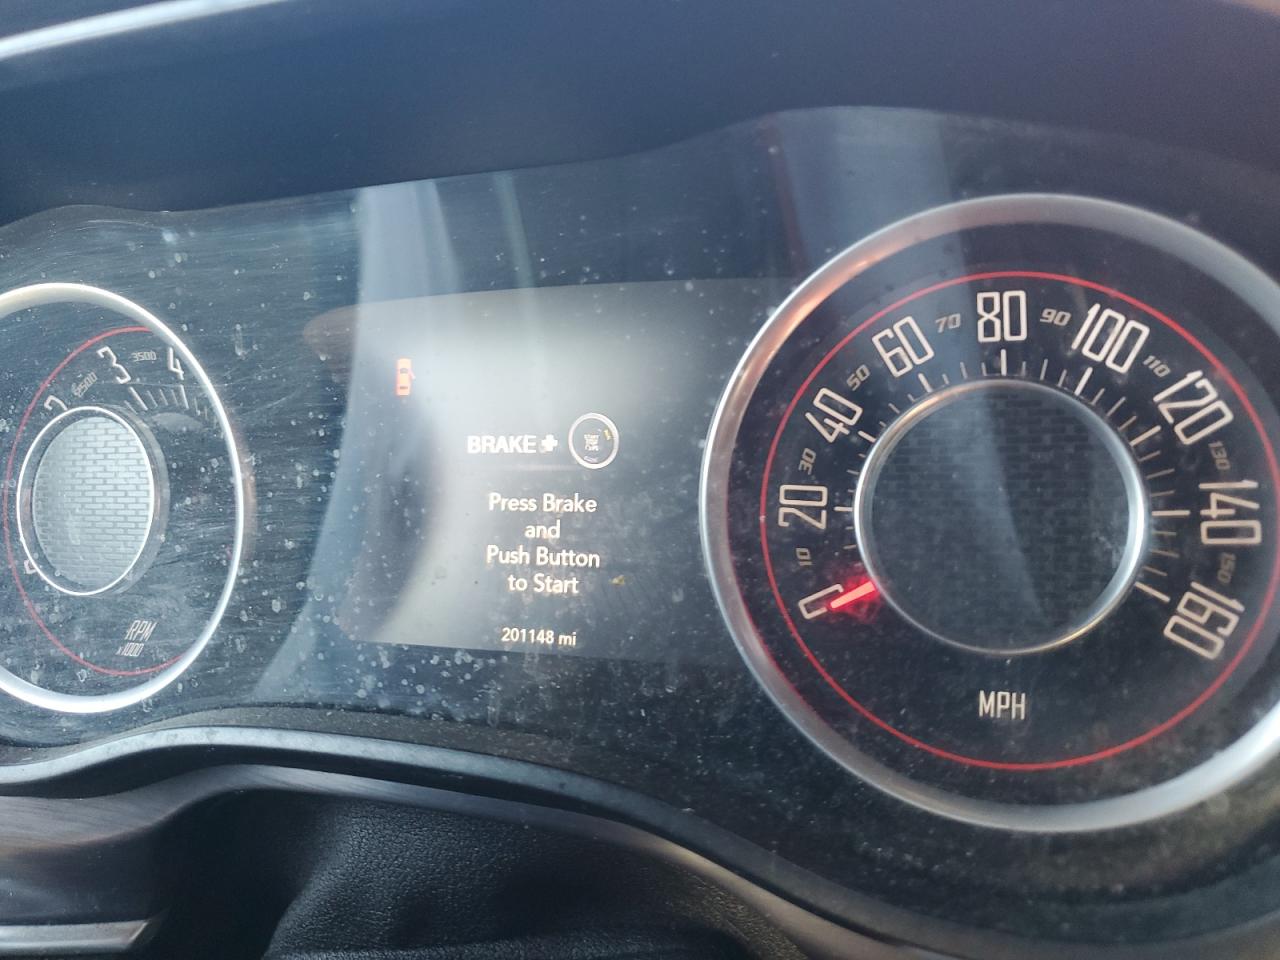 3
3500
4
RPM
x1000
BRAKE +
Press Brake
and
Push Button
to Start
201148 mi
0
10
20
30
40
50
60
70
80
90
100
110
120
130
140
150
160
MPH